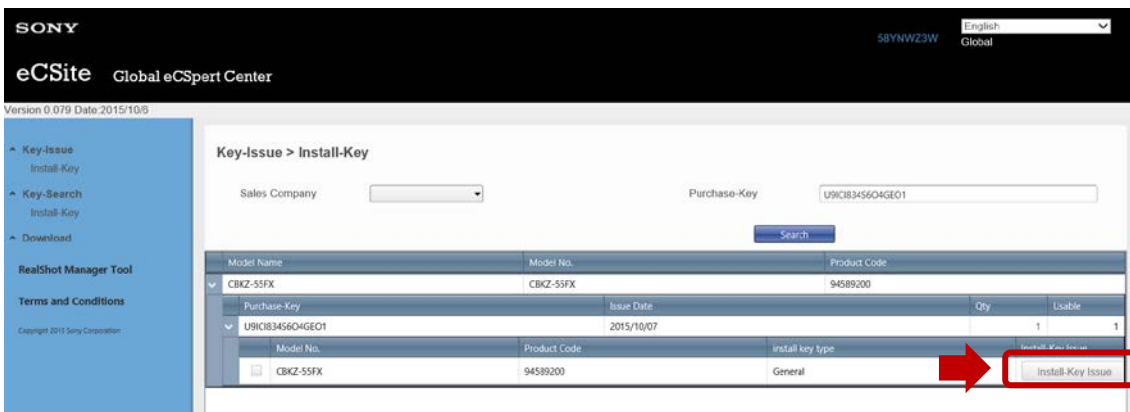 SONY
58YNWZ3W
English
Global
eCSite Global eCSpert Center
Version 0.079 Date:2015/10/6
Key-Issue
Install-Key
Key-Search
Install-Key
Download
RealShot Manager Tool
Terms and Conditions
Copyright 2015 Sony Corporation
Key-Issue > Install-Key
Sales Company
Purchase-Key
U9ICI834S6O4GEO1
Search
Model Name Model No. Product Code
CBKZ-55FX CBKZ-55FX 94589200
Purchase-Key Issue Date Qty Usable
U9ICI834S6O4GEO1 2015/10/07 1 1
Model No. Product Code install key type Install-Key Issue
CBKZ-55FX 94589200 General Install-Key Issue